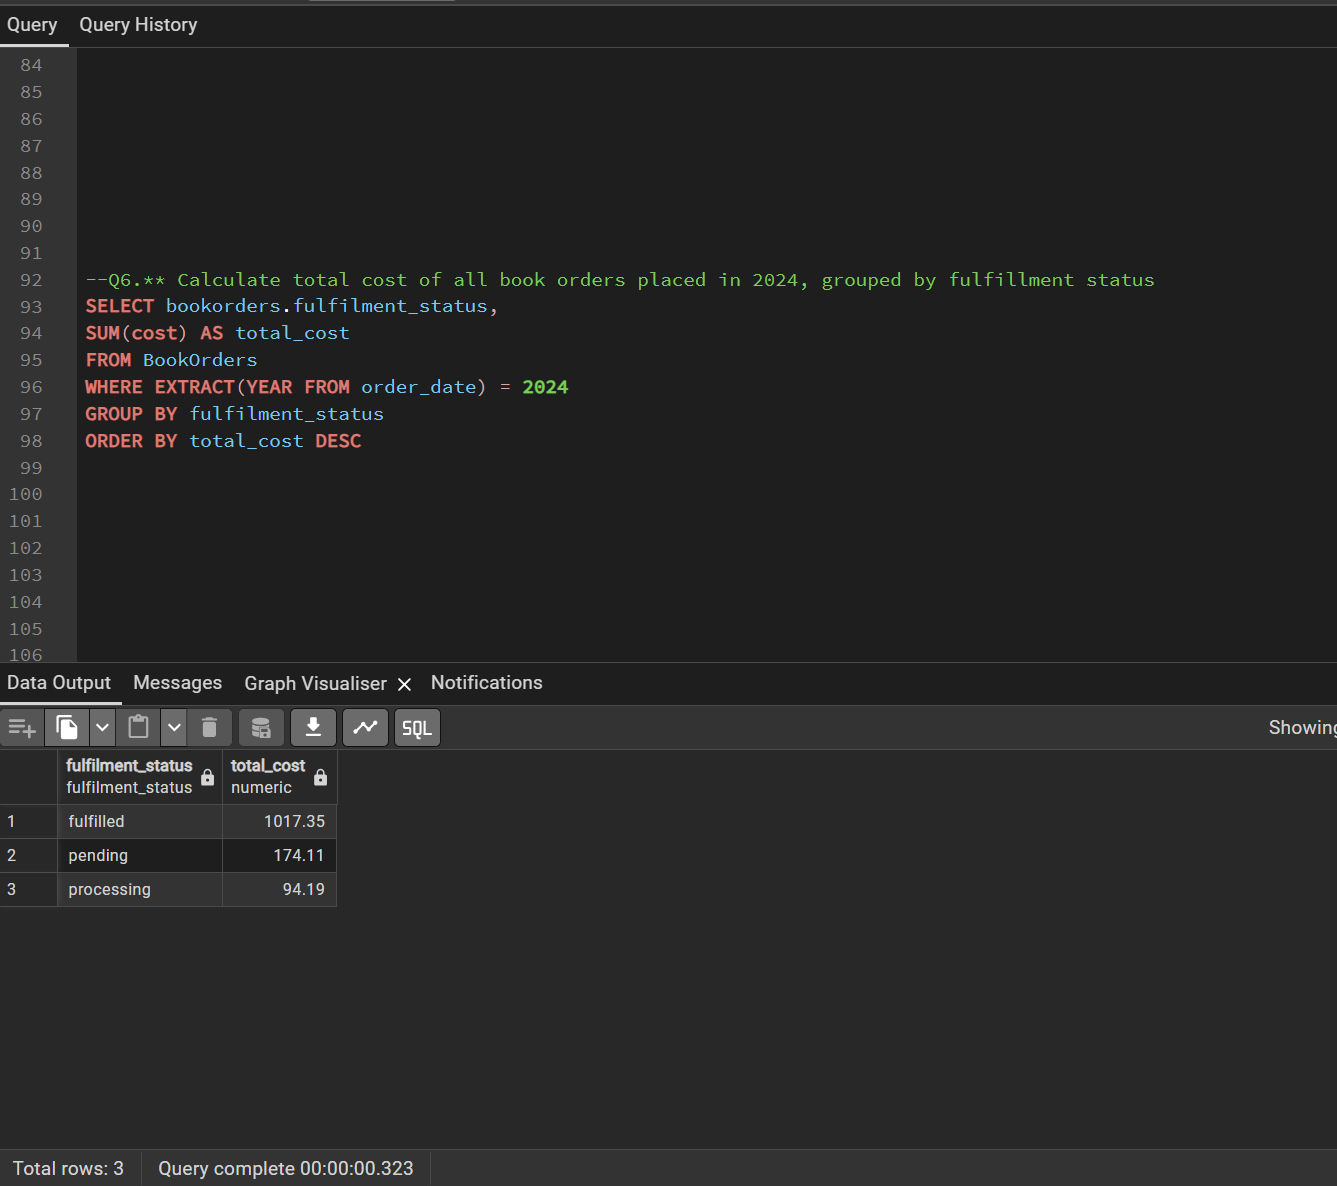 Query Query History
84
85
86
87
88
89
90
91
92 --Q6.** Calculate total cost of all book orders placed in 2024, grouped by fulfillment status
93 SELECT bookorders.fulfilment_status,
94 SUM(cost) AS total_cost
95 FROM BookOrders
96 WHERE EXTRACT(YEAR FROM order_date) = 2024
97 GROUP BY fulfilment_status
98 ORDER BY total_cost DESC
99
100
101
102
103
104
105
106
Data Output Messages Graph Visualiser Notifications
SQL Showing
fulfilment_status total_cost
fulfilment_status numeric
1 fulfilled 1017.35
2 pending 174.11
3 processing 94.19
Total rows: 3 Query complete 00:00:00.323